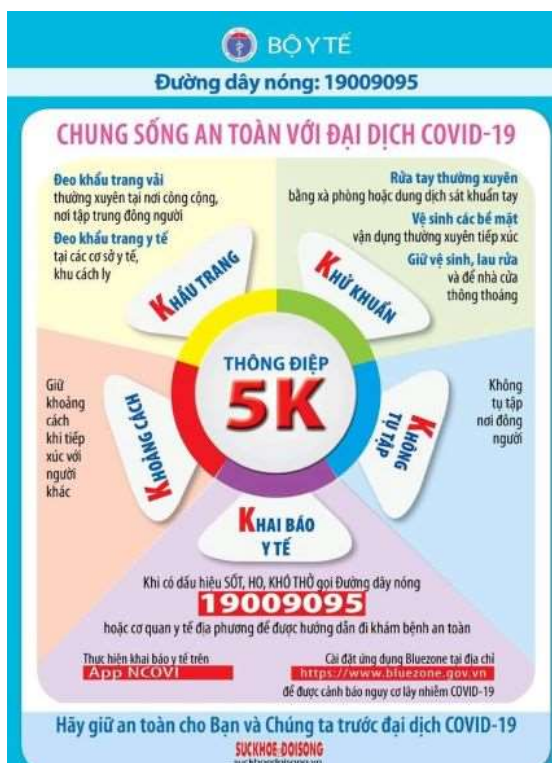 BỘ Y TẾ
Đường dây nóng: 19009095
CHUNG SỐNG AN TOÀN VỚI ĐẠI DỊCH COVID-19
Đeo khẩu trang vải
thường xuyên tại nơi công cộng,
nơi tập trung đông người
Đeo khẩu trang y tế
tại các cơ sở y tế,
khu cách ly
Rửa tay thường xuyên
bằng xà phòng hoặc dung dịch sát khuẩn tay
Vệ sinh các bề mặt
vận dụng thường xuyên tiếp xúc
Giữ vệ sinh, lau rửa
và để nhà cửa
thông thoáng
KHẨU TRANG
KHỬ KHUẨN
THÔNG ĐIỆP
5K
Giữ
khoảng
cách
khi tiếp
xúc với
người
khác
KHOẢNG CÁCH
KHÔNG
TỤ TẬP
Không
tụ tập
nơi đông
người
KHAI BÁO
Y TẾ
Khi có dấu hiệu SỐT, HO, KHÓ THỞ gọi Đường dây nóng
19009095
hoặc cơ quan y tế địa phương để được hướng dẫn đi khám bệnh an toàn
Thực hiện khai báo y tế trên
App NCOVI
Cài đặt ứng dụng Bluezone tại địa chỉ
https://www.bluezone.gov.vn
để được cảnh báo nguy cơ lây nhiễm COVID-19
Hãy giữ an toàn cho Bạn và Chúng ta trước đại dịch COVID-19
SUCKHOE DOISONG
suckhoedoisong.vn